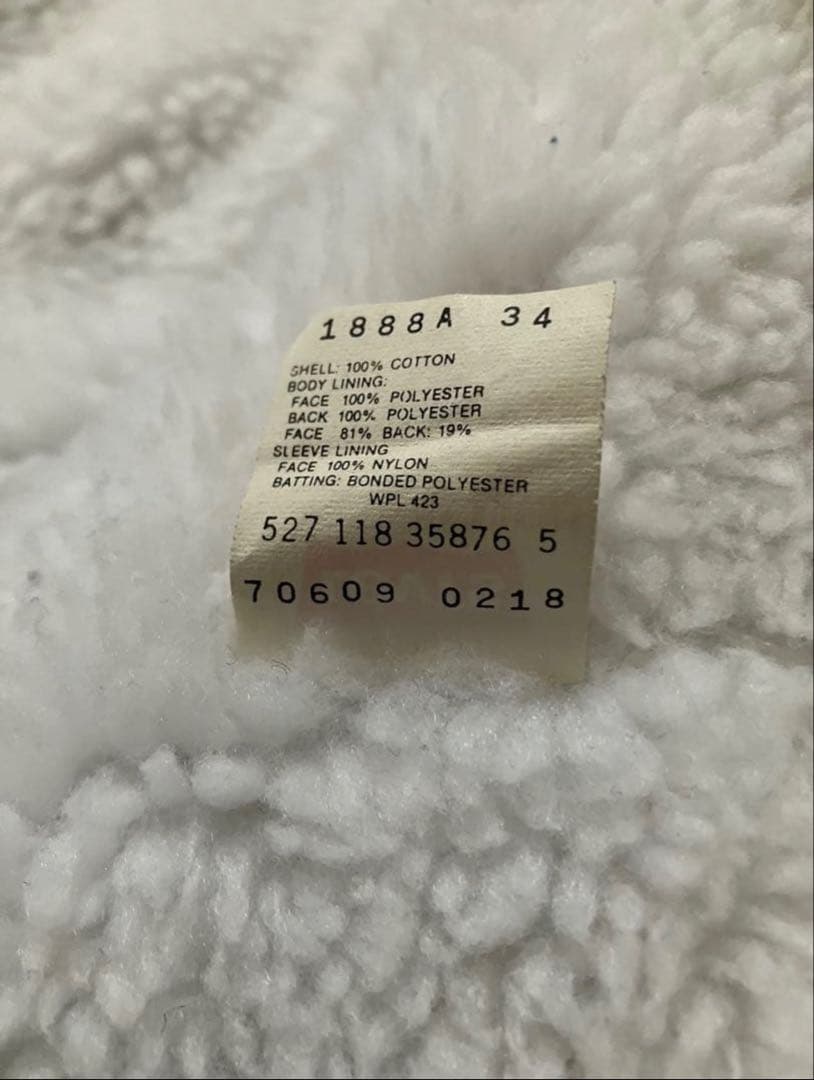 1888A 34
SHELL: 100% COTTON
BODY LINING:
FACE 100% POLYESTER
BACK 100% POLYESTER
FACE 81% BACK: 19%
SLEEVE LINING
FACE 100% NYLON
BATTING: BONDED POLYESTER
WPL 423
527 118 35876 5
70609 0218